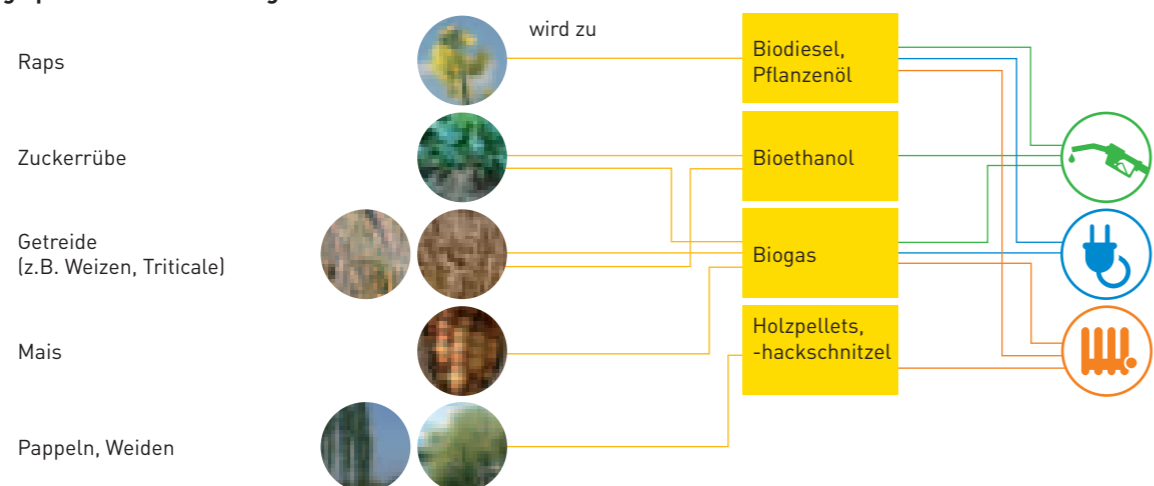 wird zu
Raps
Biodiesel,
Pflanzenöl
Zuckerrübe
Bioethanol
Getreide
(z.B. Weizen, Triticale)
Biogas
Mais
Holzpellets,
-hackschnitzel
Pappeln, Weiden